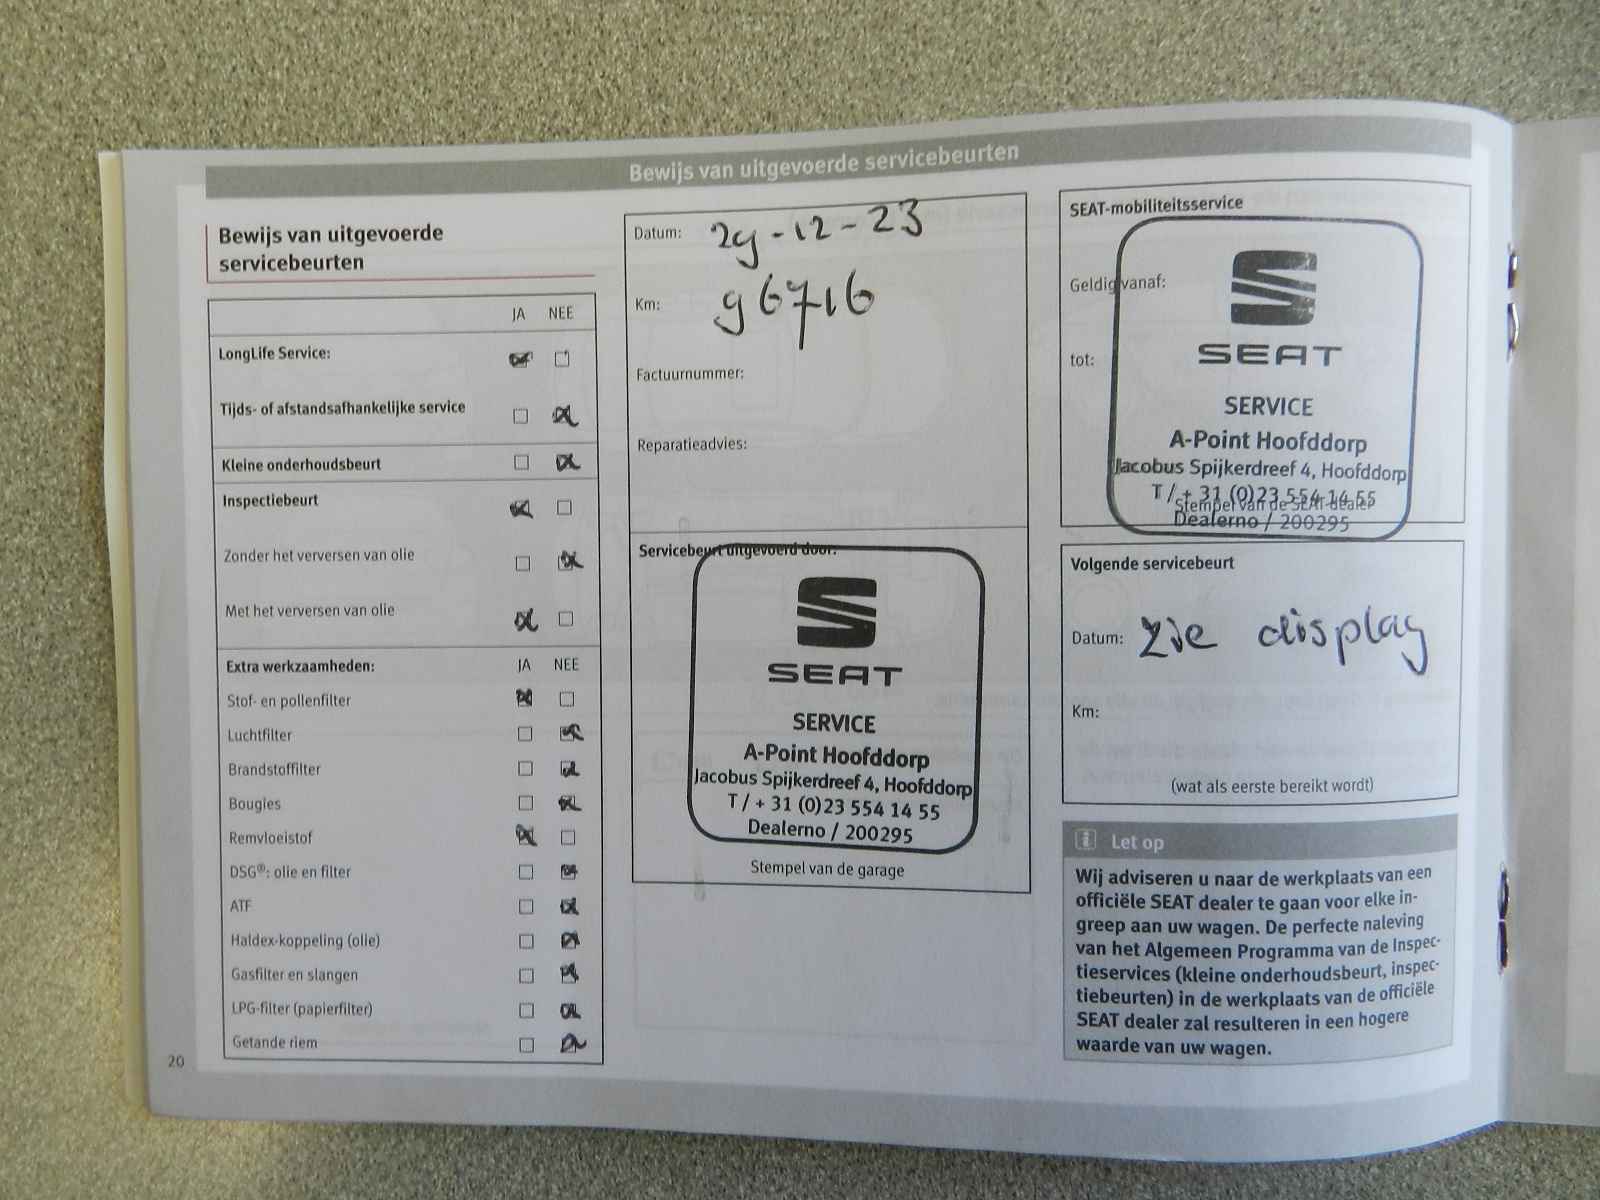 Bewijs van uitgevoerde servicebeurten
Bewijs van uitgevoerde
servicebeurten
JA NEE
LongLife Service:
Tijds- of afstandsafhankelijke service
Kleine onderhoudsbeurt
Inspectiebeurt
Zonder het verversen van olie
Met het verversen van olie
Extra werkzaamheden: JA NEE
Stof- en pollenfilter
Luchtfilter
Brandstoffilter
Bougies
Remvloeistof
DSG®: olie en filter
ATF
Haldex-koppeling (olie)
Gasfilter en slangen
LPG-filter (papierfilter)
Getande riem
20
Datum: 29-12-23
Km: 96716
Factuurnummer:
Reparatieadvies:
Servicebeurt uitgevoerd door:
SEAT
SERVICE
A-Point Hoofddorp
Jacobus Spijkerdreef 4, Hoofddorp
T / + 31 (0)23 554 14 55
Dealerno / 200295
Stempel van de garage
SEAT-mobiliteitsservice
Geldig vanaf:
tot:
SEAT
SERVICE
A-Point Hoofddorp
Jacobus Spijkerdreef 4, Hoofddorp
T / + 31 (0)23 554 14 55
Stempel van de SEAT-dealer
Dealerno / 200295
Volgende servicebeurt
Datum: zie display
Km:
(wat als eerste bereikt wordt)
Let op
Wij adviseren u naar de werkplaats van een
officiële SEAT dealer te gaan voor elke in-
greep aan uw wagen. De perfecte naleving
van het Algemeen Programma van de Inspec-
tieservices (kleine onderhoudsbeurt, inspec-
tiebeurten) in de werkplaats van de officiële
SEAT dealer zal resulteren in een hogere
waarde van uw wagen.